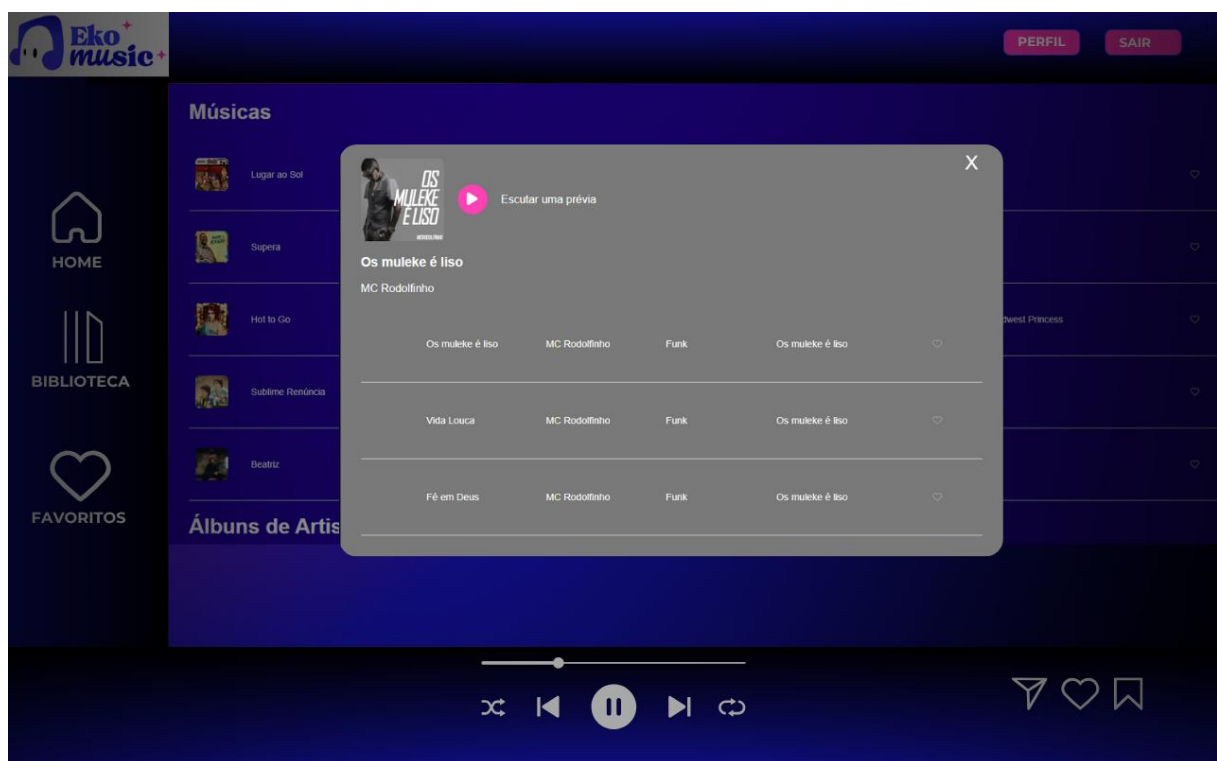 Eko
music
PERFIL
SAIR
HOME
BIBLIOTECA
FAVORITOS
Músicas
Lugar ao Sol
Supera
Hot to Go
dwest Princess
Sublime Renúncia
Beatriz
Álbuns de Artis
X
OS
MULEKE
É LISO
Escutar uma prévia
Os muleke é liso
MC Rodolfinho
Os muleke é liso MC Rodolfinho Funk Os muleke é liso
Vida Louca MC Rodolfinho Funk Os muleke é liso
Fé em Deus MC Rodolfinho Funk Os muleke é liso